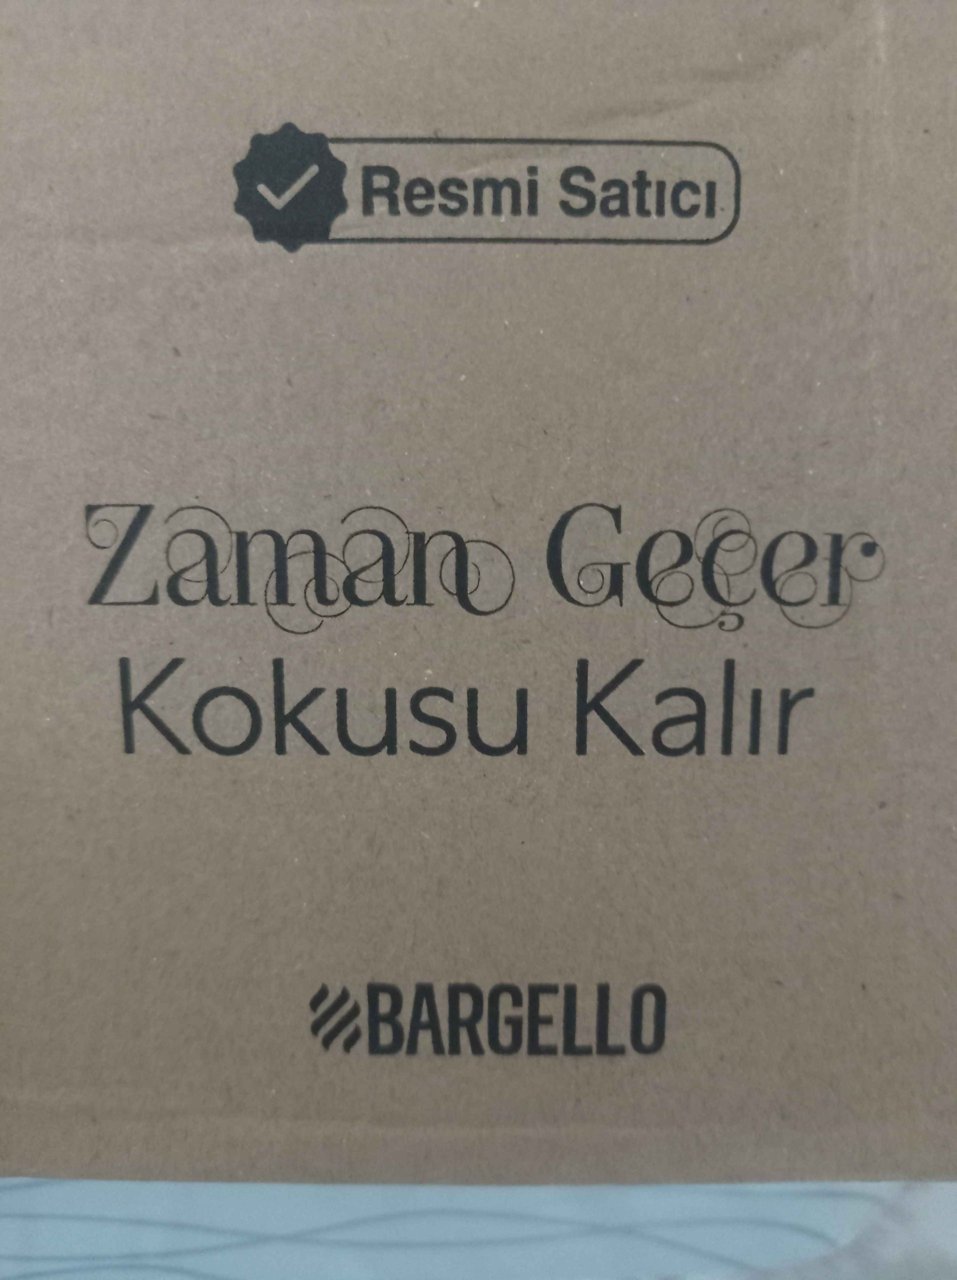 Resmi Satıcı
Zaman Geçer
Kokusu Kalır
BARGELLO